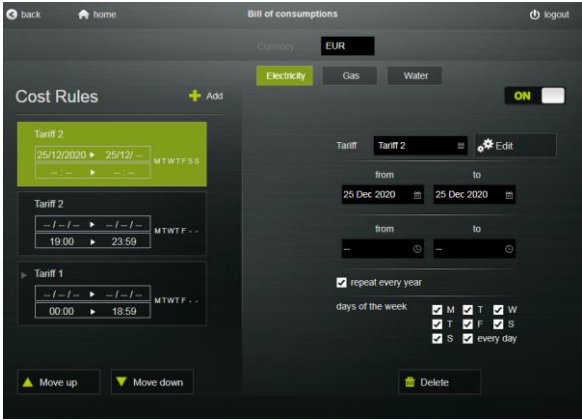 back home Bill of consumptions logout
Currency EUR
Electricity Gas Water
Cost Rules Add
ON
Tariff 2
25/12/2020 ▸ 25/12/ --
-- : -- ▸ -- : --
MTWTFSS
Tariff 2
-- / -- / -- ▸ -- / -- / --
19:00 ▸ 23:59
MTWTF--
Tariff 1
-- / -- / -- ▸ -- / -- / --
00:00 ▸ 18:59
MTWTF--
Move up Move down
Tariff Tariff 2 Edit
from to
25 Dec 2020 25 Dec 2020
from to
-- --
repeat every year
days of the week M T W
T F S
S every day
Delete